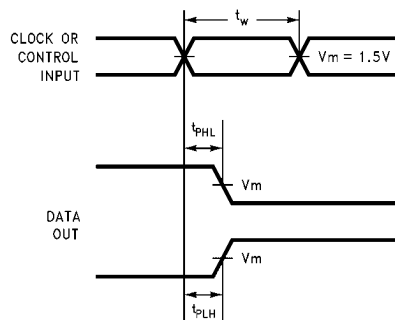 t_w
CLOCK OR
CONTROL
INPUT
Vm = 1.5V
t_PHL
Vm
DATA
OUT
Vm
t_PLH